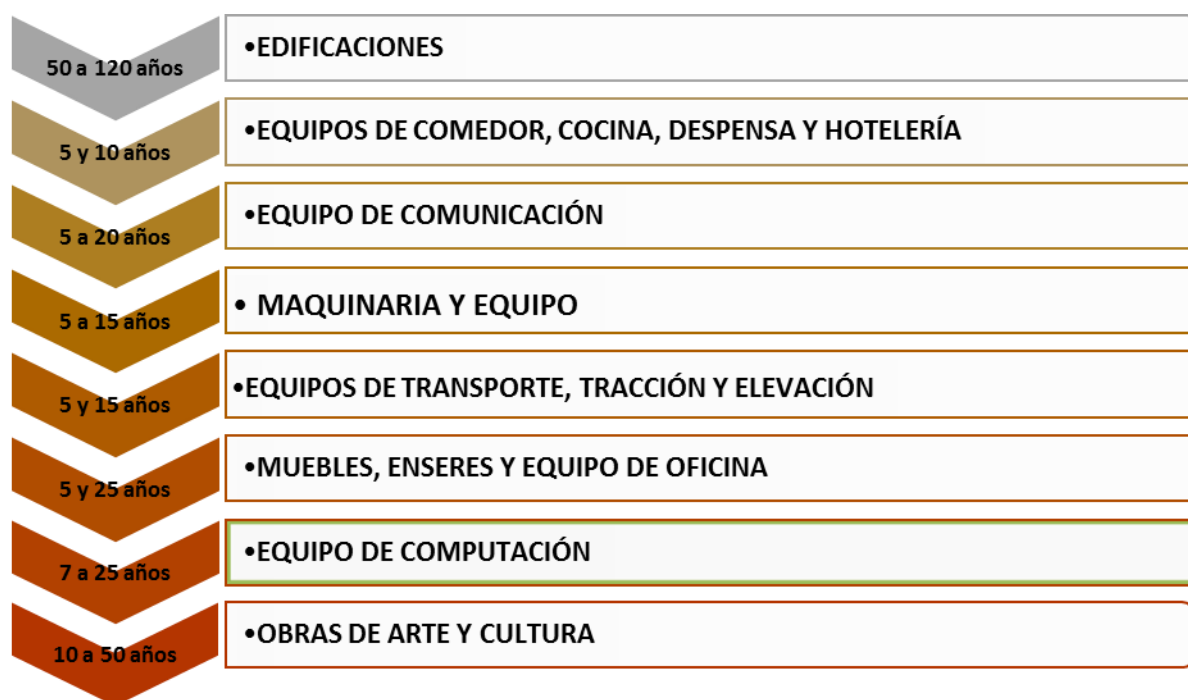 50 a 120 años
•EDIFICACIONES
5 y 10 años
•EQUIPOS DE COMEDOR, COCINA, DESPENSA Y HOTELERÍA
5 a 20 años
•EQUIPO DE COMUNICACIÓN
5 a 15 años
• MAQUINARIA Y EQUIPO
5 y 15 años
•EQUIPOS DE TRANSPORTE, TRACCIÓN Y ELEVACIÓN
5 y 25 años
•MUEBLES, ENSERES Y EQUIPO DE OFICINA
7 a 25 años
•EQUIPO DE COMPUTACIÓN
10 a 50 años
•OBRAS DE ARTE Y CULTURA